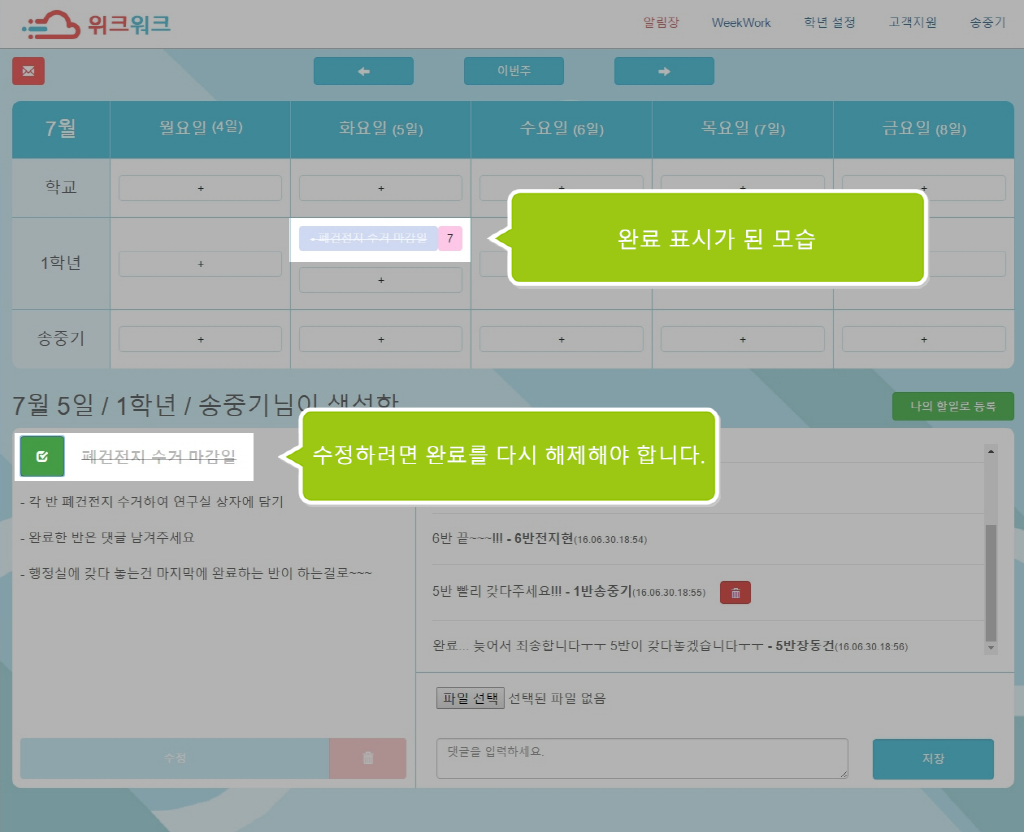 위크워크
알림장 WeekWork 학년 설정 고객지원 송중기
이번주
7월 월요일 (4일) 화요일 (5일) 수요일 (6일) 목요일 (7일) 금요일 (8일)
학교 + + + + +
- 폐건전지 수거 마감일 7
완료 표시가 된 모습
1학년 + +
송중기 + + + + +
7월 5일 / 1학년 / 송중기님이 생성함
나의 할일로 등록
폐건전지 수거 마감일
수정하려면 완료를 다시 해제해야 합니다.
- 각 반 폐건전지 수거하여 연구실 상자에 담기
- 완료한 반은 댓글 남겨주세요
- 행정실에 갖다 놓는건 마지막에 완료하는 반이 하는걸로~~~
6반 끝~~~!!! - 6반전지현(16.06.30.18:54)
5반 빨리 갖다주세요!!! - 1반송중기(16.06.30.18:55)
완료... 늦어서 죄송합니다ㅜㅜ 5반이 갖다놓겠습니다ㅜㅜ - 5반장동건(16.06.30.18:56)
파일 선택 선택된 파일 없음
수정
댓글을 입력하세요.
저장